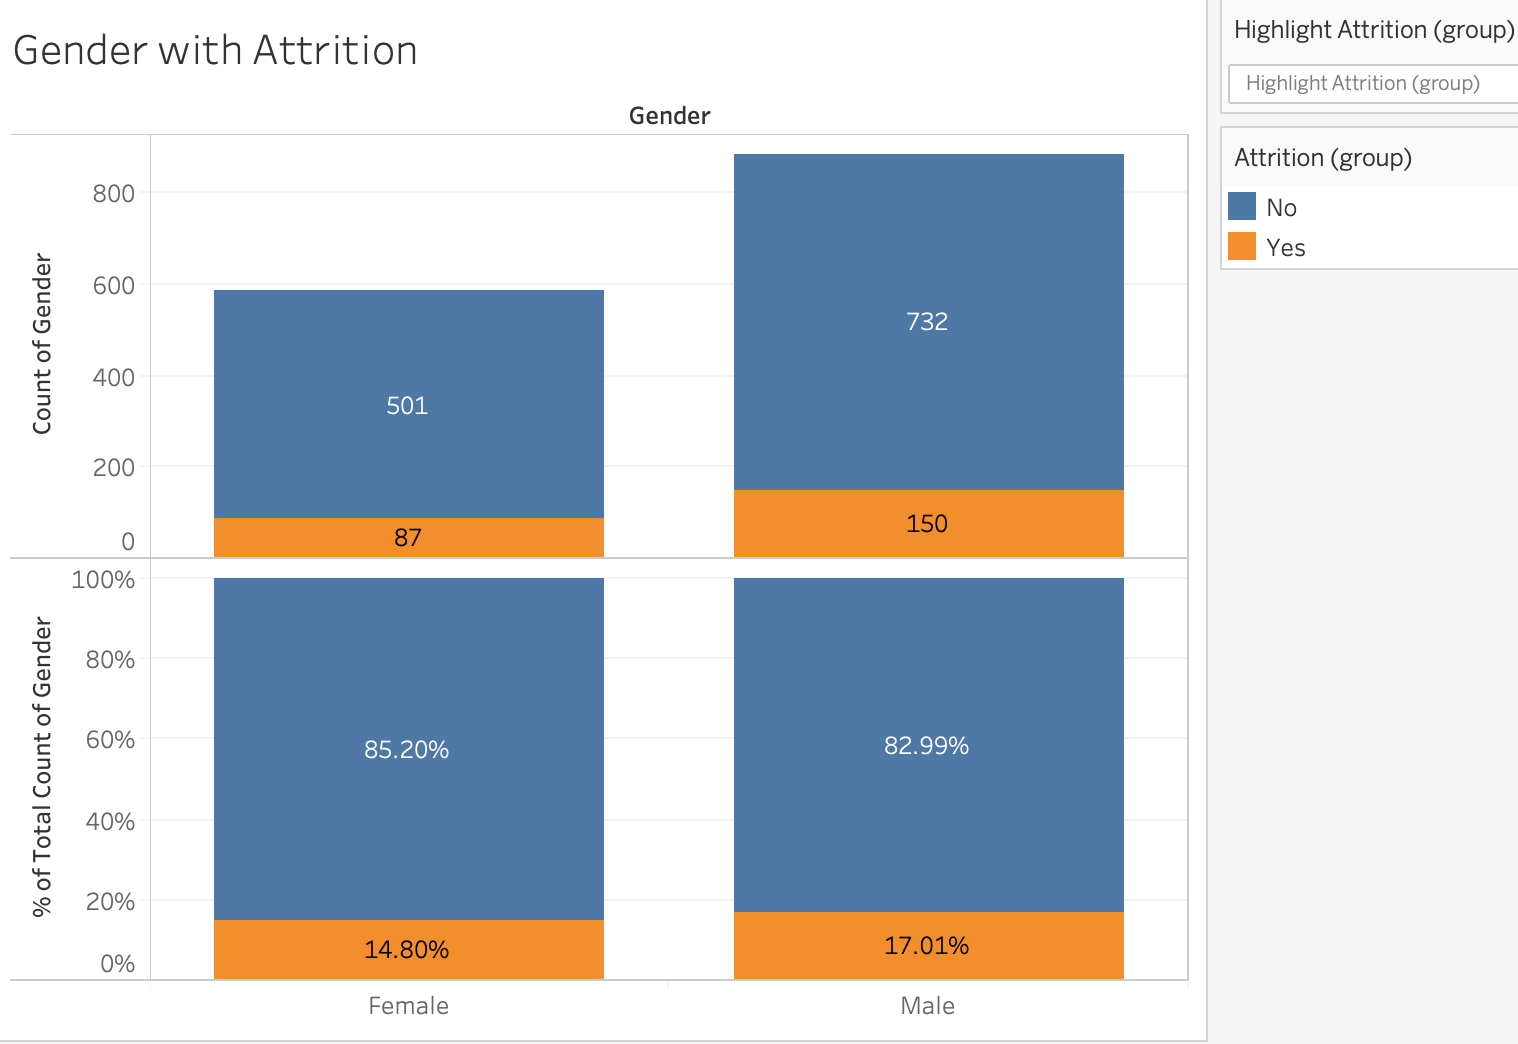 Gender with Attrition
Gender
Count of Gender
800
600
400
200
0
501
87
732
150
% of Total Count of Gender
100%
80%
60%
40%
20%
0%
85.20%
14.80%
82.99%
17.01%
Female
Male
Highlight Attrition (group)
Highlight Attrition (group)
Attrition (group)
No
Yes